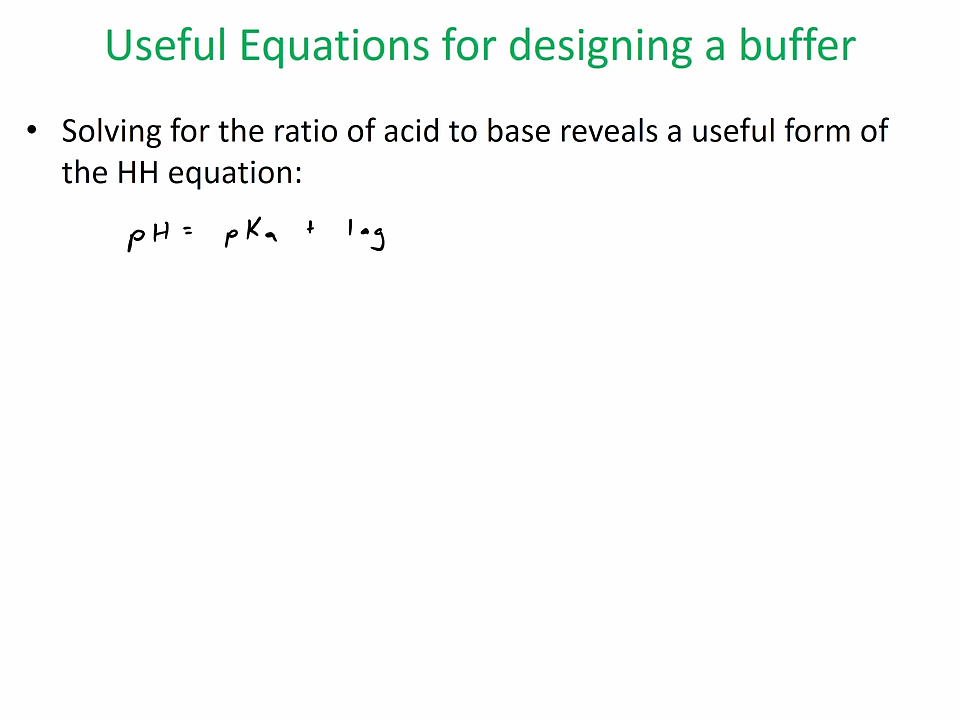 Useful Equations for designing a buffer
• Solving for the ratio of acid to base reveals a useful form of
the HH equation:
pH = pKa + log